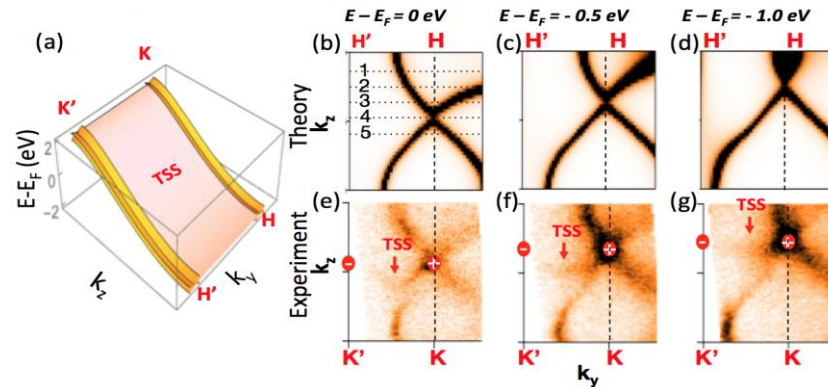 E – E_F = 0 eV
E – E_F = - 0.5 eV
E – E_F = - 1.0 eV
(a)
K
K'
TSS
H
H'
E-E_F (eV)
2
0
−2
k_z
k_y
Theory
k_z
(b) H' H
1
2
3
4
5
(c) H
(d) H' H
Experiment
k_z
(e)
TSS
- +
K' K
(f)
TSS
- +
K' K
(g)
TSS
- +
K' K
k_y